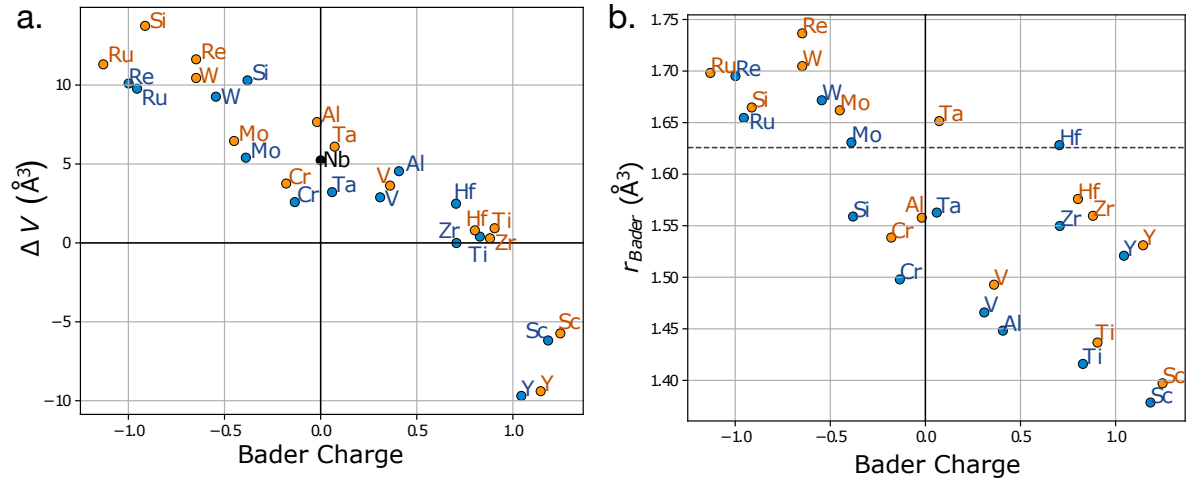 a.
Si
Ru
Re
Re
W
Si
Ru
W
Al
Mo
Ta
Mo
Nb
Al
Cr
V
Cr
Ta
V
Hf
Zr
Hf
Ti
Ti
Zr
Sc
Sc
Y
Y
10
5
0
−5
−10
Δ V (Å³)
−1.0
−0.5
0.0
0.5
1.0
Bader Charge
b.
Re
Ru
Re
W
Si
W
Mo
Ru
Ta
Mo
Hf
Si
Al
Ta
Hf
Zr
Cr
Zr
Y
Y
Cr
V
V
Al
Ti
Ti
Sc
Sc
1.75
1.70
1.65
1.60
1.55
1.50
1.45
1.40
r_Bader (Å³)
−1.0
−0.5
0.0
0.5
1.0
Bader Charge